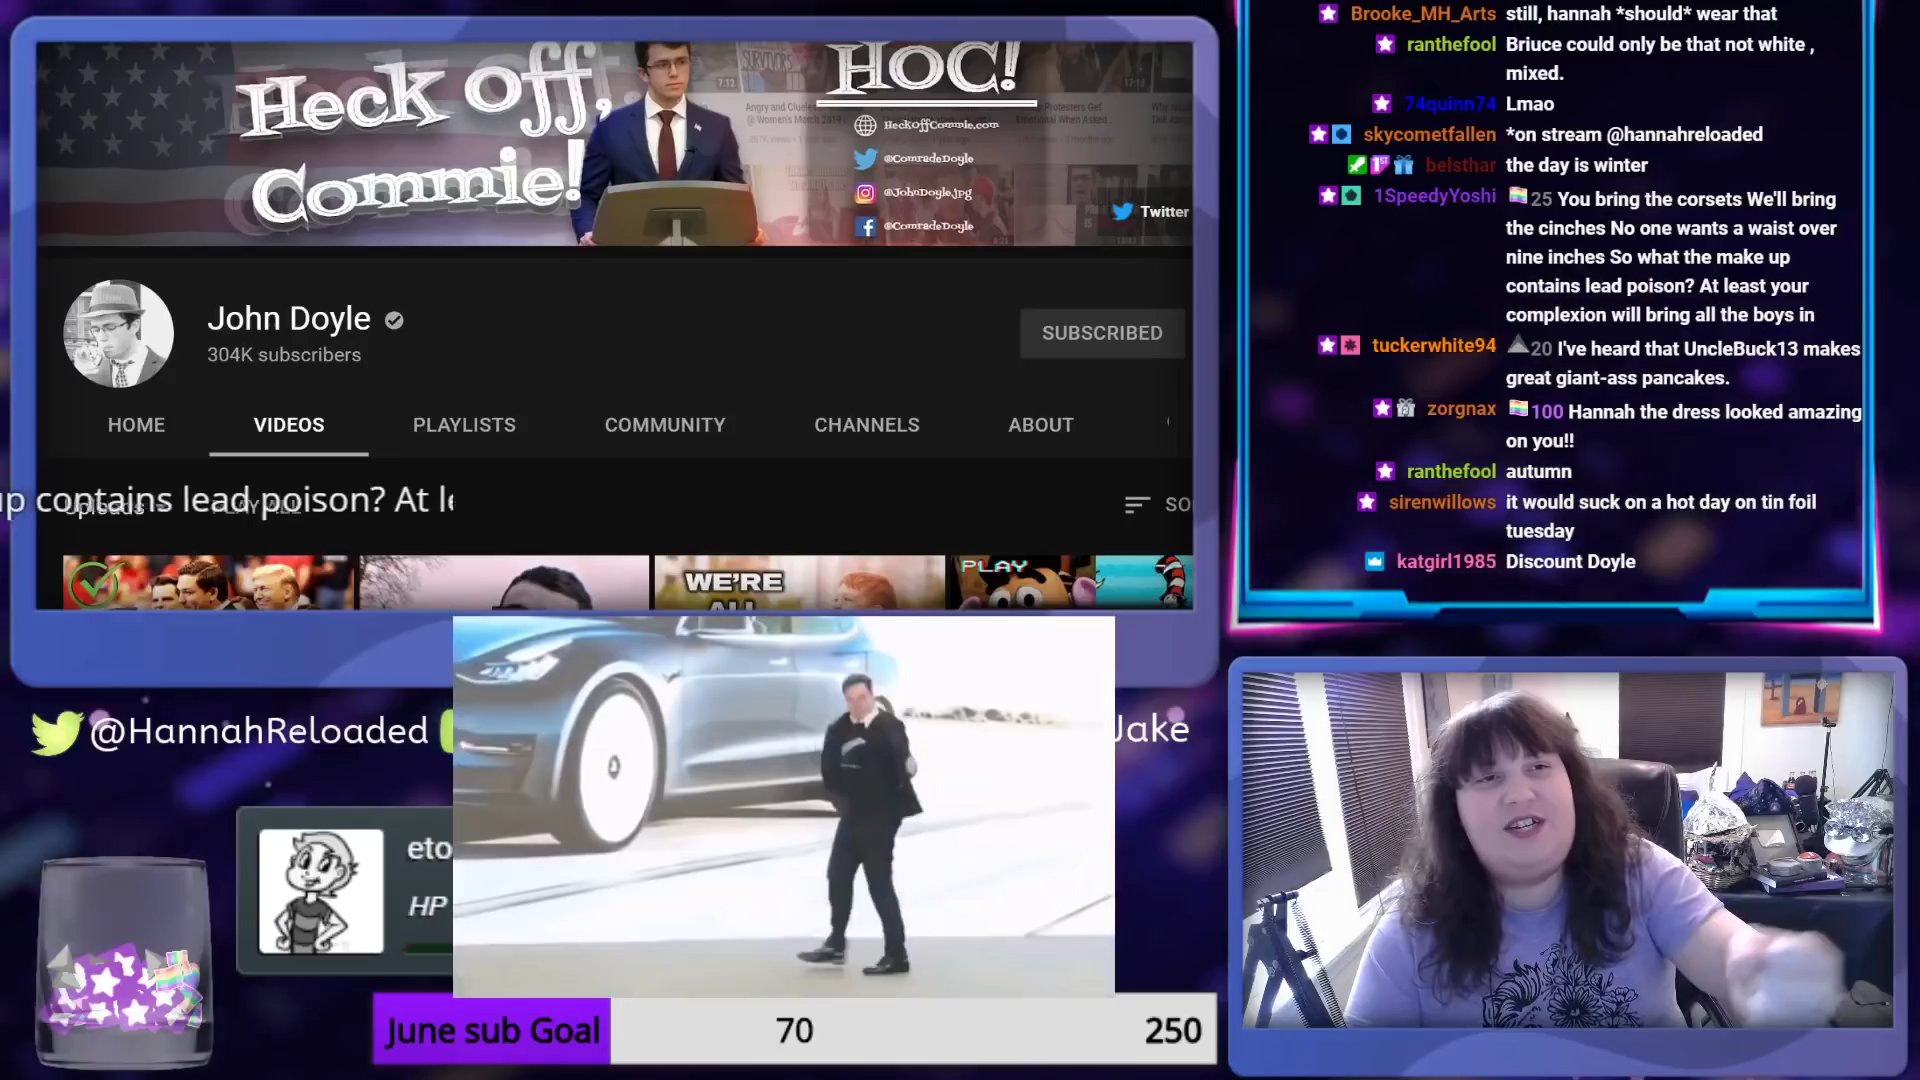 Heck Off,
Commie!
HOC!
HeckOffCommie.com
@ComradeDoyle
@JohnDoyle.jpg
@ComradeDoyle
Twitter
John Doyle
304K subscribers
SUBSCRIBED
HOME
VIDEOS
PLAYLISTS
COMMUNITY
CHANNELS
ABOUT
up contains lead poison? At le
Uploads
PLAY ALL
SO
WE'RE
ALL
PLAY
@HannahReloaded
Jake
eto
HP
June sub Goal
70
250
Brooke_MH_Arts still, hannah *should* wear that
ranthefool Briuce could only be that not white ,
mixed.
74quinn74 Lmao
skycometfallen *on stream @hannahreloaded
belsthar the day is winter
1SpeedyYoshi 25 You bring the corsets We'll bring
the cinches No one wants a waist over
nine inches So what the make up
contains lead poison? At least your
complexion will bring all the boys in
tuckerwhite94 20 I've heard that UncleBuck13 makes
great giant-ass pancakes.
zorgnax 100 Hannah the dress looked amazing
on you!!
ranthefool autumn
sirenwillows it would suck on a hot day on tin foil
tuesday
katgirl1985 Discount Doyle